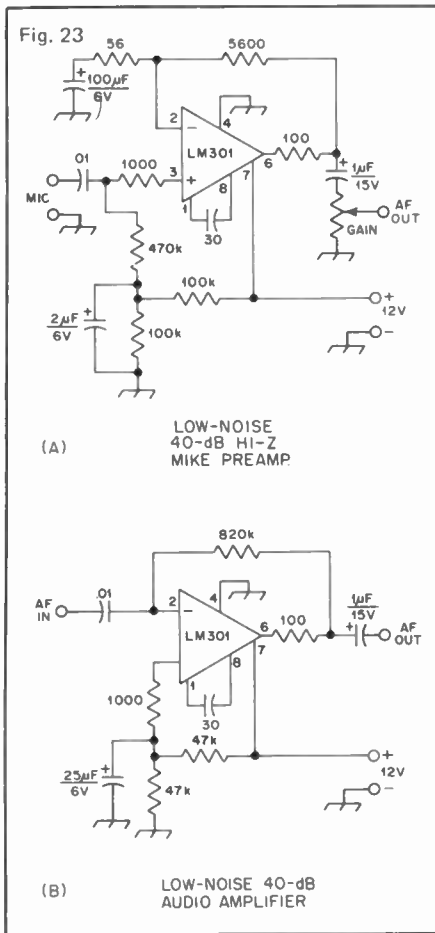 Fig. 23
56
5600
100µF
6V
2
−
4
100
LM301
6
.01
1000
3
+
8
7
1
1µF
15V
MIC
30
GAIN
AF
OUT
470k
2µF
6V
100k
100k
+
12V
−
(A)
LOW-NOISE
40-dB HI-Z
MIKE PREAMP.
820k
AF
IN
.01
2
−
4
LM301
6
100
1µF
15V
AF
OUT
7
8
1
1000
30
47k
25µF
6V
47k
+
12V
−
(B)
LOW-NOISE 40-dB
AUDIO AMPLIFIER